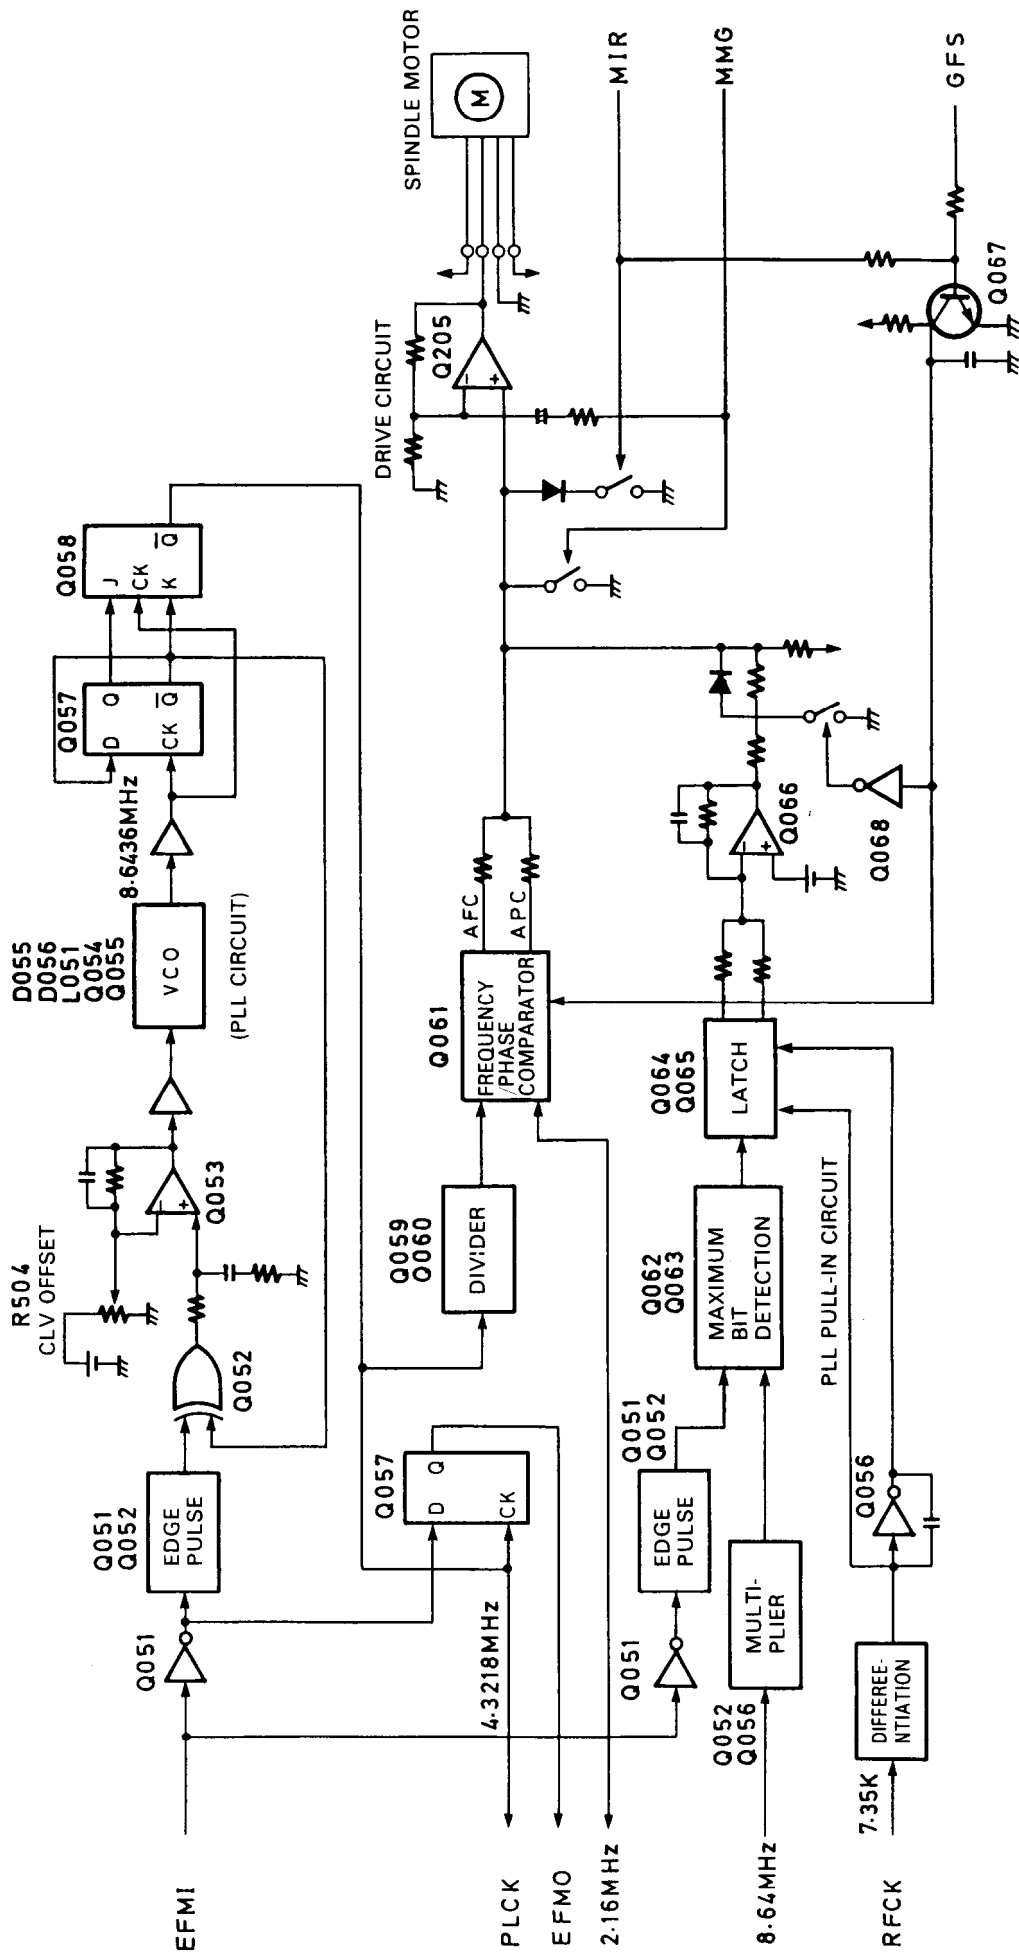 EFMI
Q051
Q051
Q052
EDGE
PULSE
R504
CLV OFFSET
Q052
-
+
Q053
D055
D056
L051
Q054
Q055
VCO
(PLL CIRCUIT)
8.6436MHz
Q057
D
Q
CK
Q
Q058
J
CK
K
Q
PLCK
4.3218MHz
EFMO
2.16MHz
Q057
D
Q
CK
Q059
Q060
DIVIDER
Q061
FREQUENCY
/PHASE
COMPARATOR
AFC
APC
DRIVE CIRCUIT
-
+
Q205
SPINDLE MOTOR
M
MIR
MMG
GFS
Q051
Q051
Q052
EDGE
PULSE
8.64MHz
Q052
Q056
MULTI-
PLIER
Q062
Q063
MAXIMUM
BIT
DETECTION
Q064
Q065
LATCH
-
+
Q066
Q068
Q067
PLL PULL-IN CIRCUIT
RFCK
7.35K
DIFFEREE-
NTIATION
Q056